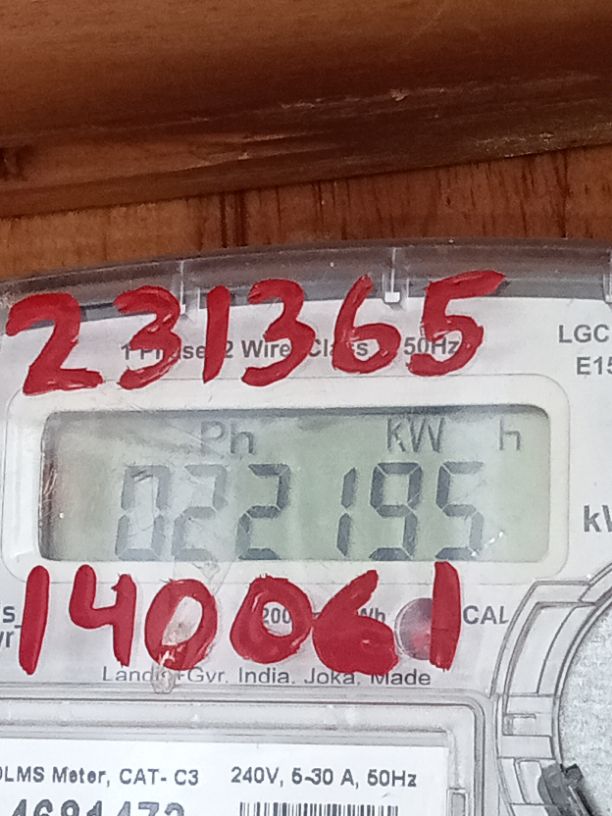 231365
1 Phase 2 Wire Class 50Hz
LGC
E15
Ph kW h
022195
140061
CAL
Landis+Gyr. India. Joka. Made
DLMS Meter, CAT- C3 240V, 5-30 A, 50Hz